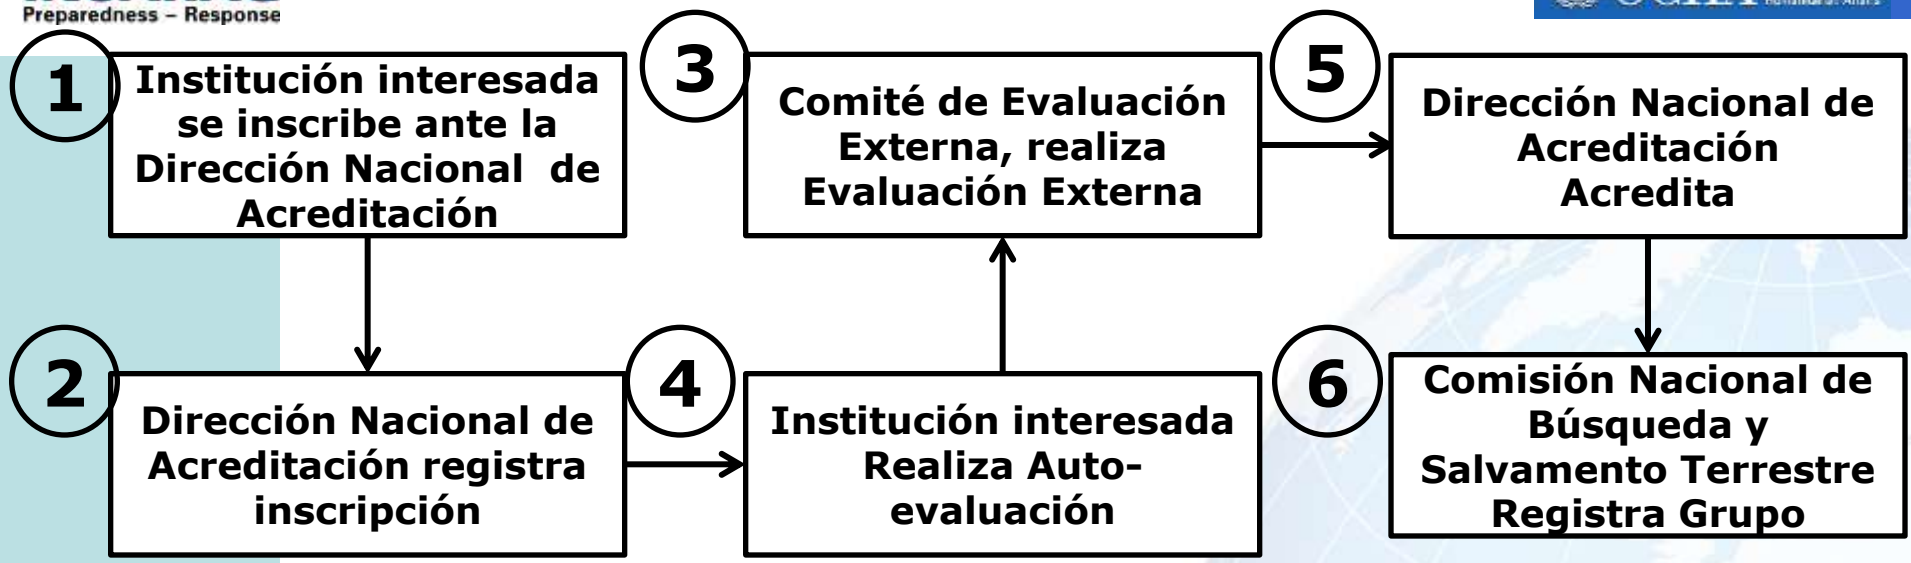 Preparedness – Response
1
Institución interesada
se inscribe ante la
Dirección Nacional de
Acreditación
2
Dirección Nacional de
Acreditación registra
inscripción
3
Comité de Evaluación
Externa, realiza
Evaluación Externa
4
Institución interesada
Realiza Auto-
evaluación
5
Dirección Nacional de
Acreditación
Acredita
6
Comisión Nacional de
Búsqueda y
Salvamento Terrestre
Registra Grupo